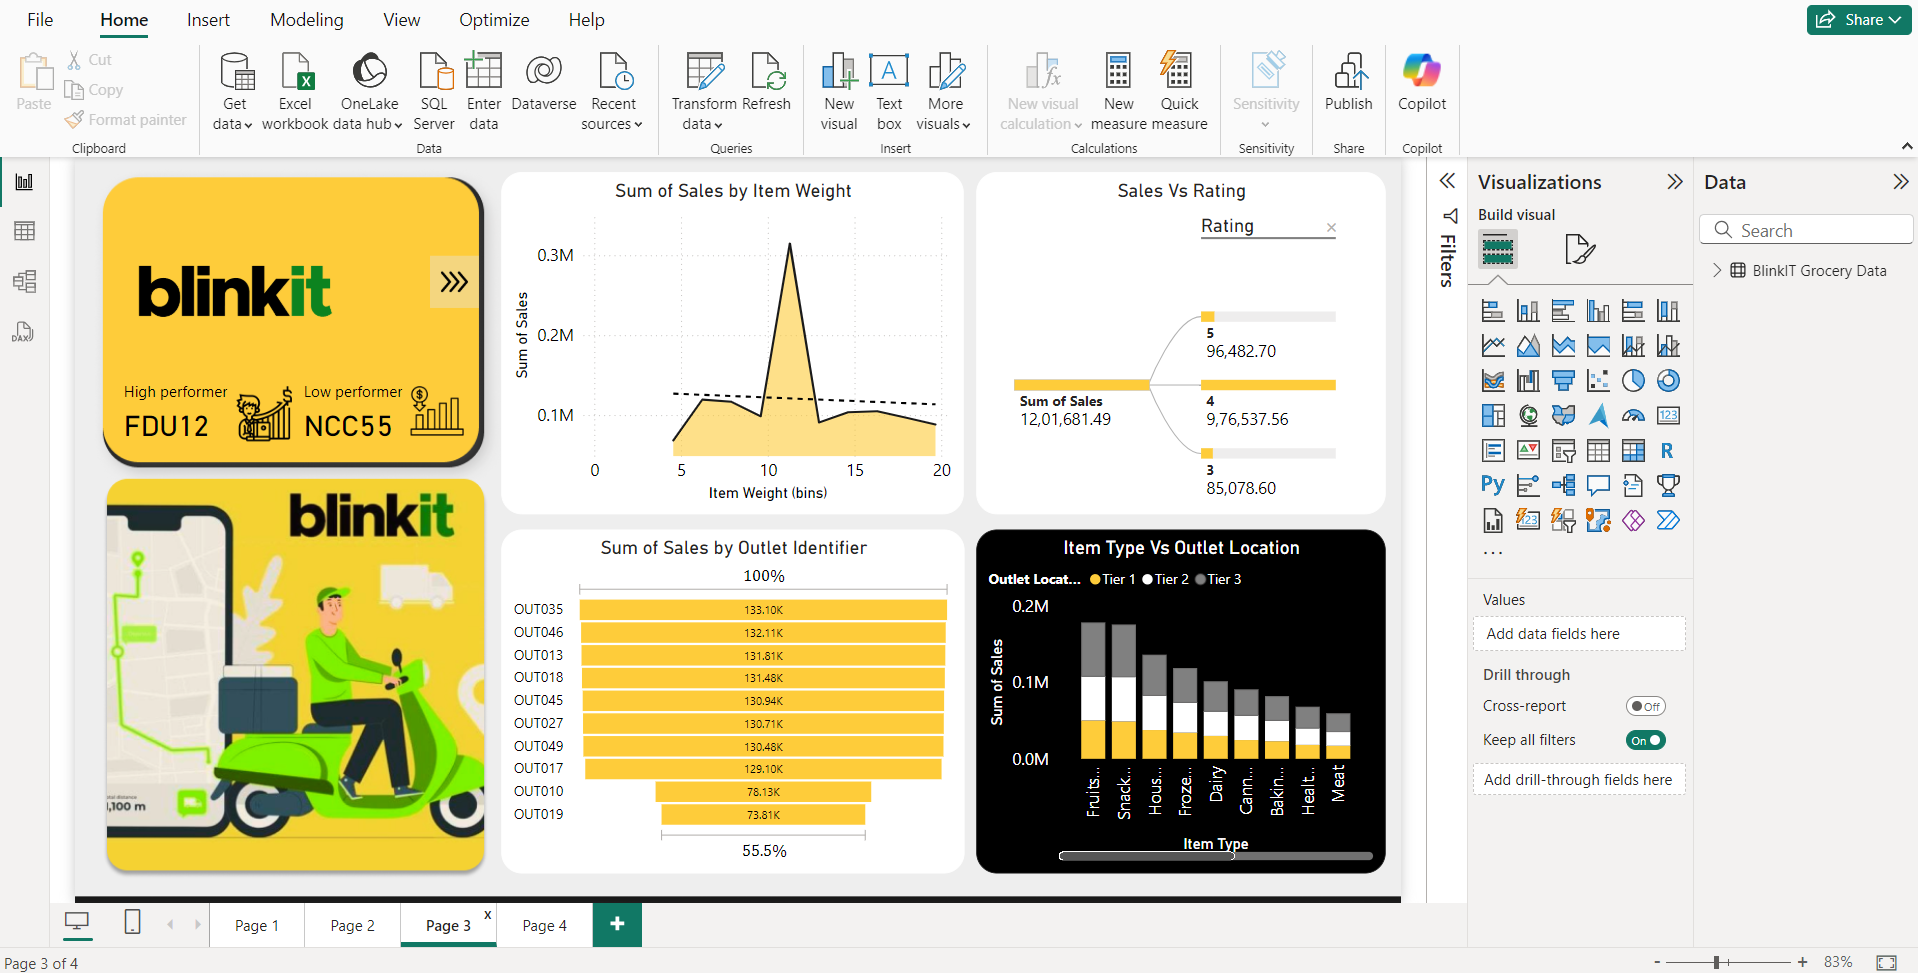 File Home Insert Modeling View Optimize Help
Share
Paste
Cut
Copy
Format painter
Clipboard
Get data
Excel workbook
OneLake data hub
SQL Server
Enter data
Dataverse
Recent sources
Data
Transform data
Refresh
Queries
New visual
Text box
More visuals
Insert
New visual calculation
New measure
Quick measure
Calculations
Sensitivity
Sensitivity
Publish
Share
Copilot
Copilot
blinkit
High performer
FDU12
Low performer
NCC55
blinkit
,100 m
Sum of Sales by Item Weight
Sum of Sales
0.3M
0.2M
0.1M
0 5 10 15 20
Item Weight (bins)
Sales Vs Rating
Rating
Sum of Sales
12,01,681.49
5
96,482.70
4
9,76,537.56
3
85,078.60
Sum of Sales by Outlet Identifier
100%
OUT035 133.10K
OUT046 132.11K
OUT013 131.81K
OUT018 131.48K
OUT045 130.94K
OUT027 130.71K
OUT049 130.48K
OUT017 129.10K
OUT010 78.13K
OUT019 73.81K
55.5%
Item Type Vs Outlet Location
Outlet Locat... Tier 1 Tier 2 Tier 3
Sum of Sales
0.2M
0.1M
0.0M
Fruits... Snack... Hous... Froze... Dairy Cann... Bakin... Healt... Meat
Item Type
Filters
Visualizations
Build visual
123
R
Py
123
...
Values
Add data fields here
Drill through
Cross-report
Off
Keep all filters
On
Add drill-through fields here
Data
Search
BlinkIT Grocery Data
DAX
Page 1 Page 2 Page 3 x Page 4 +
Page 3 of 4
- + 83%